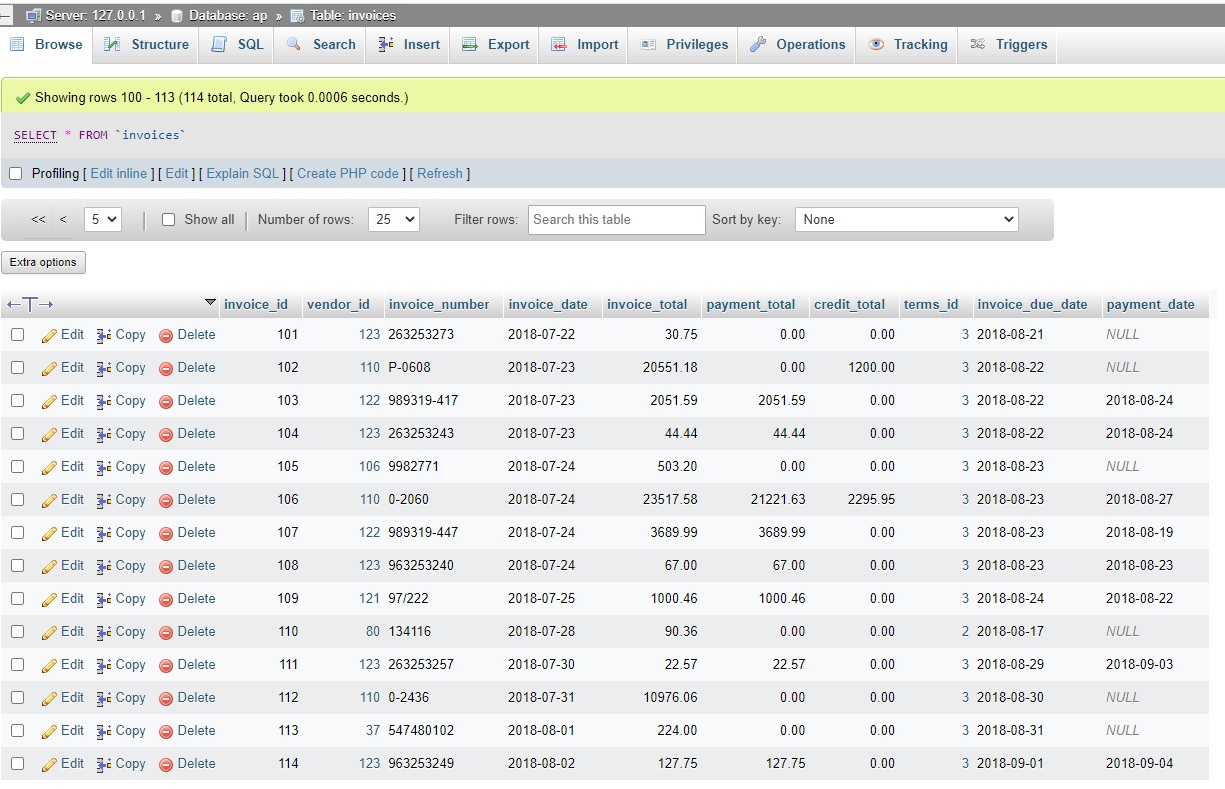 Server: 127.0.0.1 » Database: ap » Table: invoices
Browse Structure SQL Search Insert Export Import Privileges Operations Tracking Triggers
Showing rows 100 - 113 (114 total, Query took 0.0006 seconds.)
SELECT * FROM `invoices`
Profiling [ Edit inline ] [ Edit ] [ Explain SQL ] [ Create PHP code ] [ Refresh ]
<< < 5 | Show all | Number of rows: 25 Filter rows: Search this table Sort by key: None
Extra options
←T→ invoice_id vendor_id invoice_number invoice_date invoice_total payment_total credit_total terms_id invoice_due_date payment_date
Edit Copy Delete 101 123 263253273 2018-07-22 30.75 0.00 0.00 3 2018-08-21 NULL
Edit Copy Delete 102 110 P-0608 2018-07-23 20551.18 0.00 1200.00 3 2018-08-22 NULL
Edit Copy Delete 103 122 989319-417 2018-07-23 2051.59 2051.59 0.00 3 2018-08-22 2018-08-24
Edit Copy Delete 104 123 263253243 2018-07-23 44.44 44.44 0.00 3 2018-08-22 2018-08-24
Edit Copy Delete 105 106 9982771 2018-07-24 503.20 0.00 0.00 3 2018-08-23 NULL
Edit Copy Delete 106 110 0-2060 2018-07-24 23517.58 21221.63 2295.95 3 2018-08-23 2018-08-27
Edit Copy Delete 107 122 989319-447 2018-07-24 3689.99 3689.99 0.00 3 2018-08-23 2018-08-19
Edit Copy Delete 108 123 963253240 2018-07-24 67.00 67.00 0.00 3 2018-08-23 2018-08-23
Edit Copy Delete 109 121 97/222 2018-07-25 1000.46 1000.46 0.00 3 2018-08-24 2018-08-22
Edit Copy Delete 110 80 134116 2018-07-28 90.36 0.00 0.00 2 2018-08-17 NULL
Edit Copy Delete 111 123 263253257 2018-07-30 22.57 22.57 0.00 3 2018-08-29 2018-09-03
Edit Copy Delete 112 110 0-2436 2018-07-31 10976.06 0.00 0.00 3 2018-08-30 NULL
Edit Copy Delete 113 37 547480102 2018-08-01 224.00 0.00 0.00 3 2018-08-31 NULL
Edit Copy Delete 114 123 963253249 2018-08-02 127.75 127.75 0.00 3 2018-09-01 2018-09-04